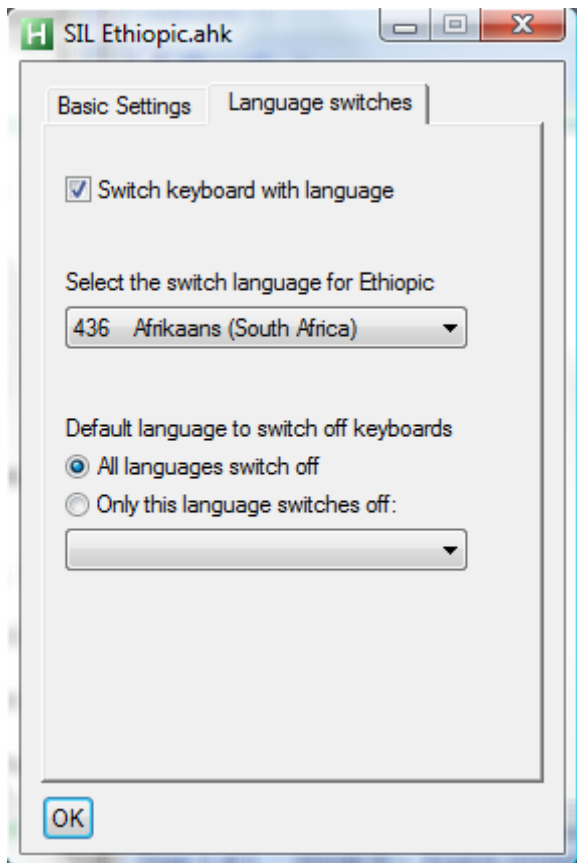 SIL Ethiopic.ahk
Basic Settings
Language switches
Switch keyboard with language
Select the switch language for Ethiopic
436 Afrikaans (South Africa)
Default language to switch off keyboards
All languages switch off
Only this language switches off:
OK